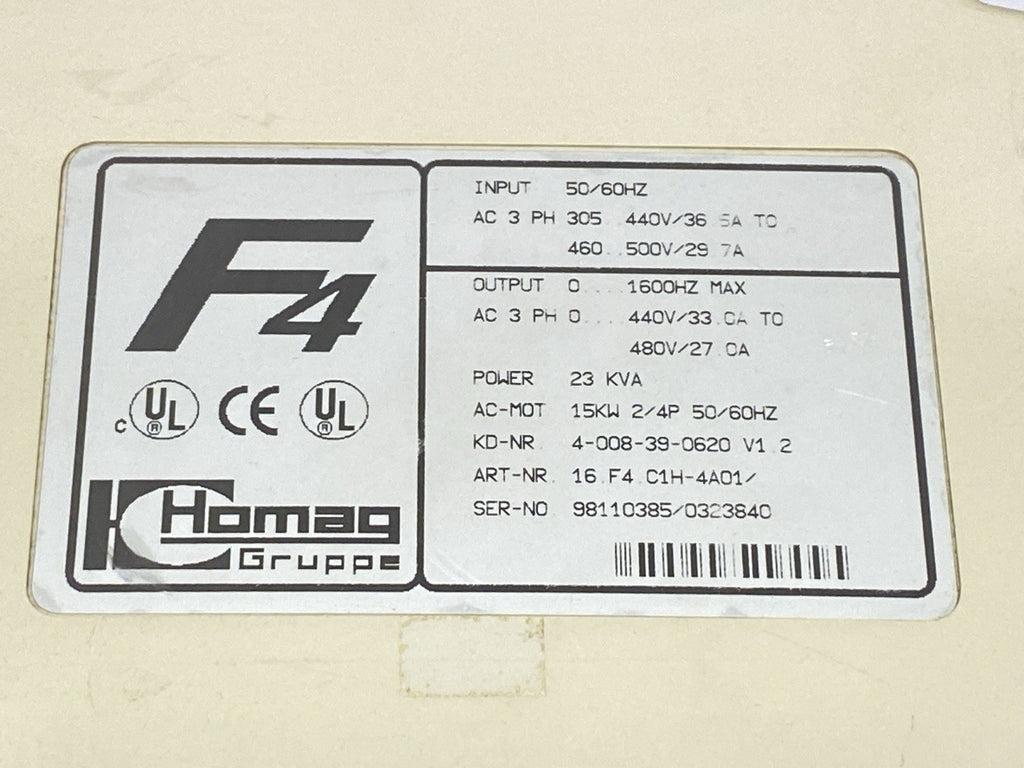 F4
c UL ® CE UL ®
Homag
Gruppe
INPUT 50/60HZ
AC 3 PH 305..440V/36.5A TO
460..500V/29.7A
OUTPUT 0....1600HZ MAX
AC 3 PH 0....440V/33.0A TO
480V/27.0A
POWER 23 KVA
AC-MOT 15KW 2/4P 50/60HZ
KD-NR. 4-008-39-0620 V1.2
ART-NR. 16.F4.C1H-4A01/
SER-NO 98110385/0323840